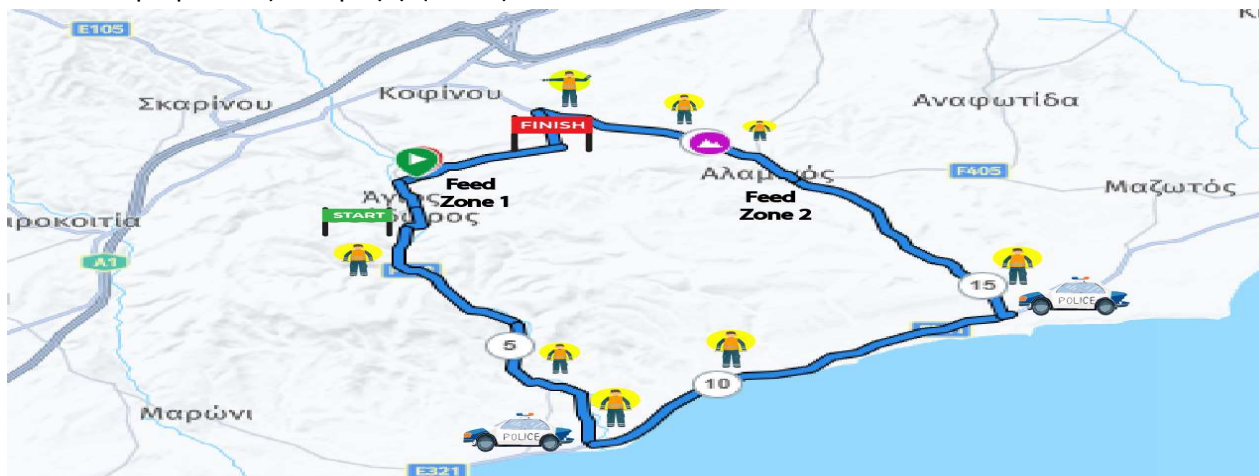 E105
Σκαρίνου
Κοφίνου
Αναφωτίδα
FINISH
Αλαμινός
F405
Μαζωτός
Feed
Zone 1
Feed
Zone 2
START
A1
15
POLICE
5
10
Μαρώνι
POLICE
E321